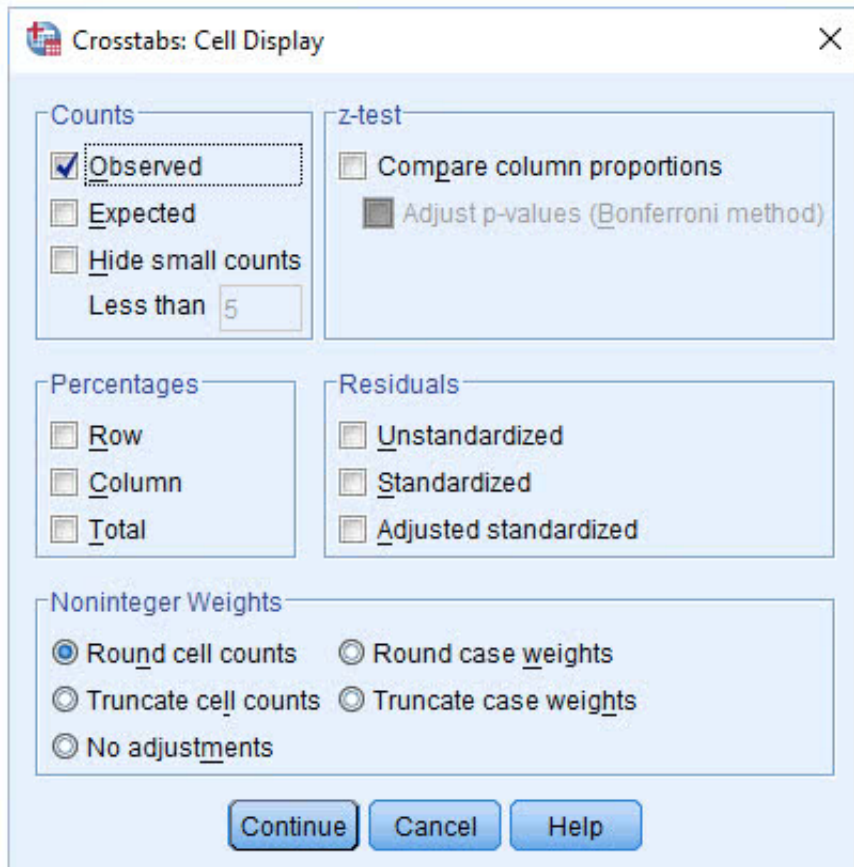 Crosstabs: Cell Display
Counts
Observed
Expected
Hide small counts
Less than 5
z-test
Compare column proportions
Adjust p-values (Bonferroni method)
Percentages
Row
Column
Total
Residuals
Unstandardized
Standardized
Adjusted standardized
Noninteger Weights
Round cell counts
Round case weights
Truncate cell counts
Truncate case weights
No adjustments
Continue
Cancel
Help